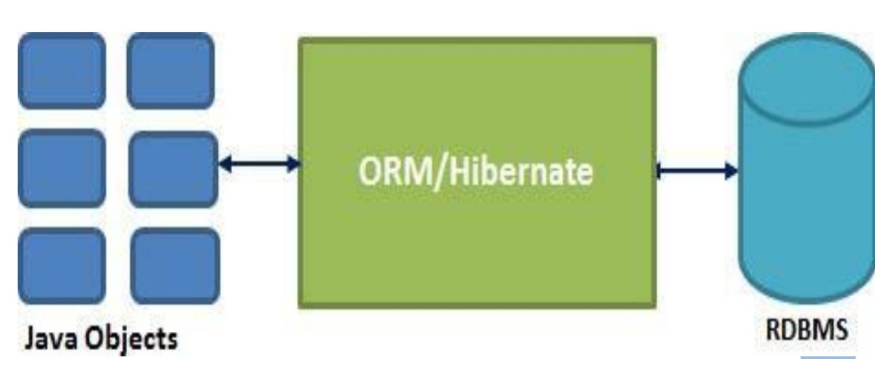 ORM/Hibernate
Java Objects
RDBMS